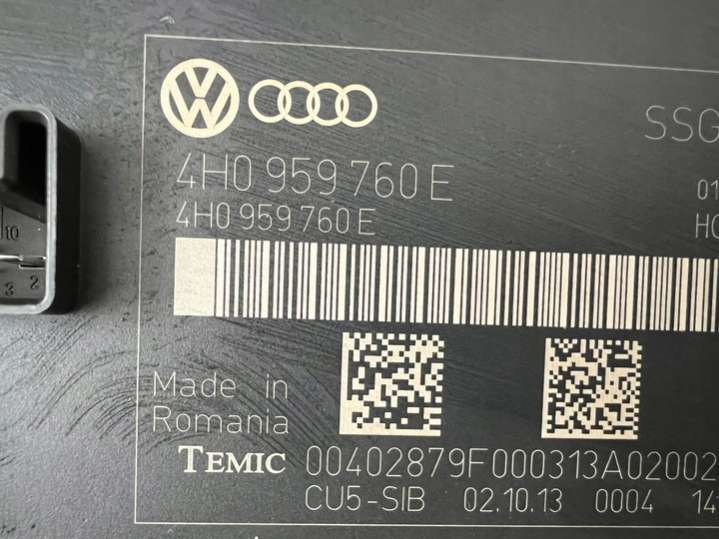 SSG
4H0 959 760 E
01
4H0 959 760 E
HO
Made in
Romania
TEMIC 00402879F000313A02002
CU5-SIB 02.10.13 0004 14
10
3 2